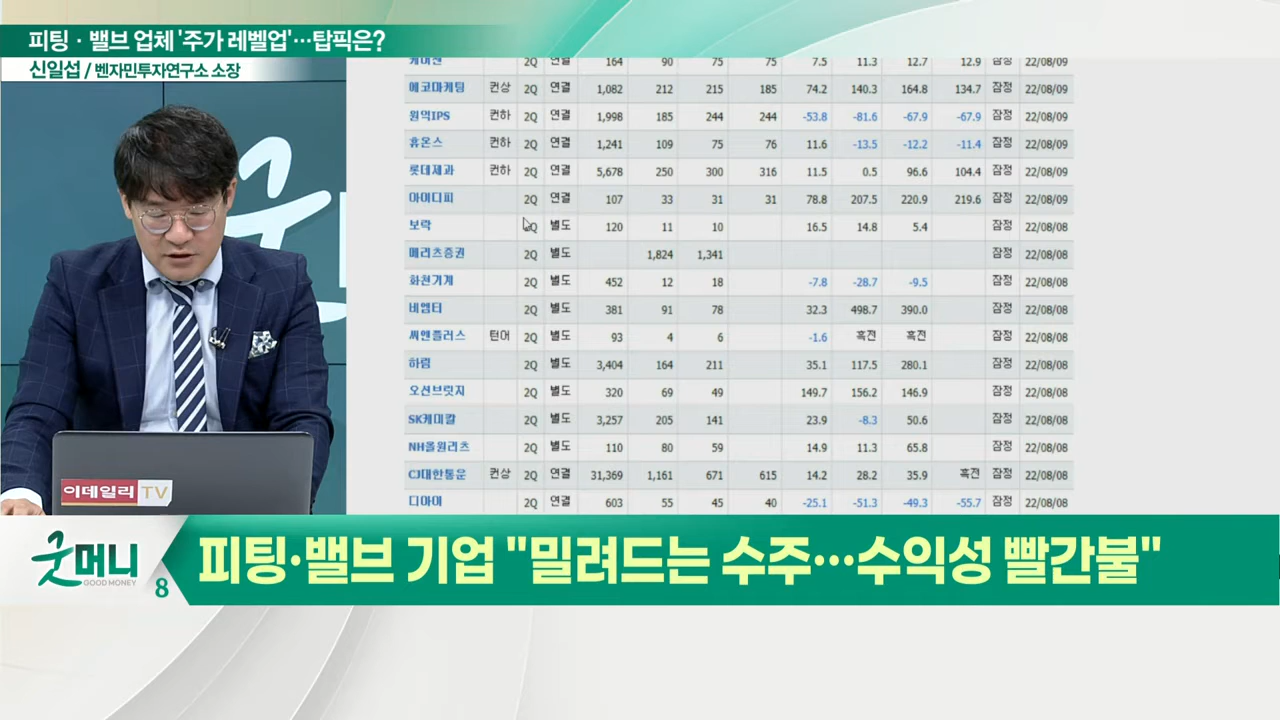 피팅 · 밸브 업체 '주가 레벨업'…탑픽은?
신일섭 / 벤자민투자연구소 소장
케이엔 2Q 연결 164 90 75 75 7.5 11.3 12.7 12.9 잠정 22/08/09
에코마케팅 컨상 2Q 연결 1,082 212 215 185 74.2 140.3 164.8 134.7 잠정 22/08/09
원익IPS 컨하 2Q 연결 1,998 185 244 244 -53.8 -81.6 -67.9 -67.9 잠정 22/08/09
휴온스 컨하 2Q 연결 1,241 109 75 76 11.6 -13.5 -12.2 -11.4 잠정 22/08/09
롯데제과 컨하 2Q 연결 5,678 250 300 316 11.5 0.5 96.6 104.4 잠정 22/08/09
아이디피 2Q 연결 107 33 31 31 78.8 207.5 220.9 219.6 잠정 22/08/09
보락 2Q 별도 120 11 10 16.5 14.8 5.4 잠정 22/08/08
메리츠증권 2Q 별도 1,824 1,341 잠정 22/08/08
화천기계 2Q 별도 452 12 18 -7.8 -28.7 -9.5 잠정 22/08/08
비엠티 2Q 별도 381 91 78 32.3 498.7 390.0 잠정 22/08/08
씨엔플러스 턴어 2Q 별도 93 4 6 -1.6 흑전 흑전 잠정 22/08/08
하림 2Q 별도 3,404 164 211 35.1 117.5 280.1 잠정 22/08/08
오션브릿지 2Q 별도 320 69 49 149.7 156.2 146.9 잠정 22/08/08
SK케미칼 2Q 별도 3,257 205 141 23.9 -8.3 50.6 잠정 22/08/08
NH올원리츠 2Q 별도 110 80 59 14.9 11.3 65.8 잠정 22/08/08
CJ대한통운 컨상 2Q 연결 31,369 1,161 671 615 14.2 28.2 35.9 흑전 잠정 22/08/08
디아이 2Q 연결 603 55 45 40 -25.1 -51.3 -49.3 -55.7 잠정 22/08/08
이데일리 TV
굿머니
GOOD MONEY
8
피팅·밸브 기업 "밀려드는 수주…수익성 빨간불"